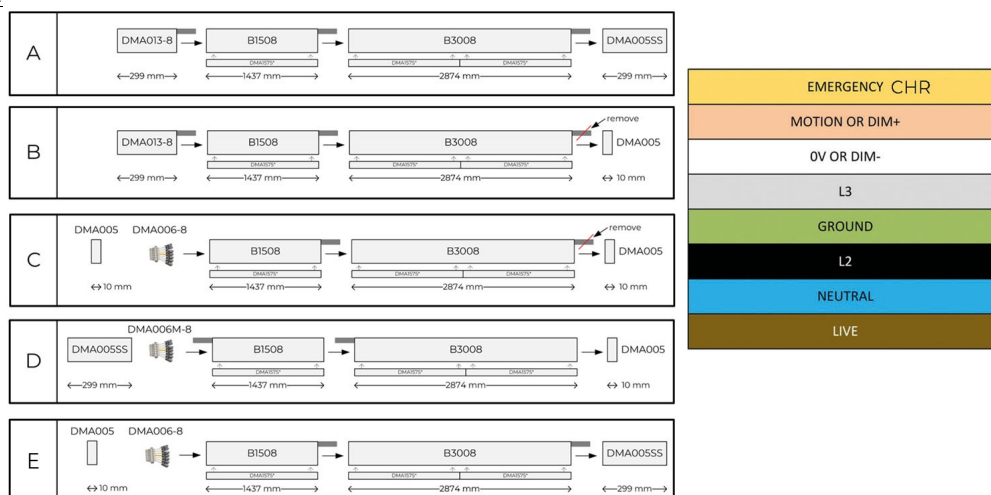 A
DMA013-8
B1508
B3008
DMA005SS
DMA1575*
DMA1575*
DMA1575*
299 mm
1437 mm
2874 mm
299 mm
B
DMA013-8
B1508
B3008
remove
DMA005
DMA1575*
DMA1575*
DMA1575*
299 mm
1437 mm
2874 mm
10 mm
C
DMA005
DMA006-8
B1508
B3008
remove
DMA005
DMA1575*
DMA1575*
DMA1575*
10 mm
1437 mm
2874 mm
10 mm
D
DMA006M-8
DMA005SS
B1508
B3008
DMA005
DMA1575*
DMA1575*
DMA1575*
299 mm
1437 mm
2874 mm
10 mm
E
DMA005
DMA006-8
B1508
B3008
DMA005SS
DMA1575*
DMA1575*
DMA1575*
10 mm
1437 mm
2874 mm
299 mm
EMERGENCY CHR
MOTION OR DIM+
0V OR DIM-
L3
GROUND
L2
NEUTRAL
LIVE